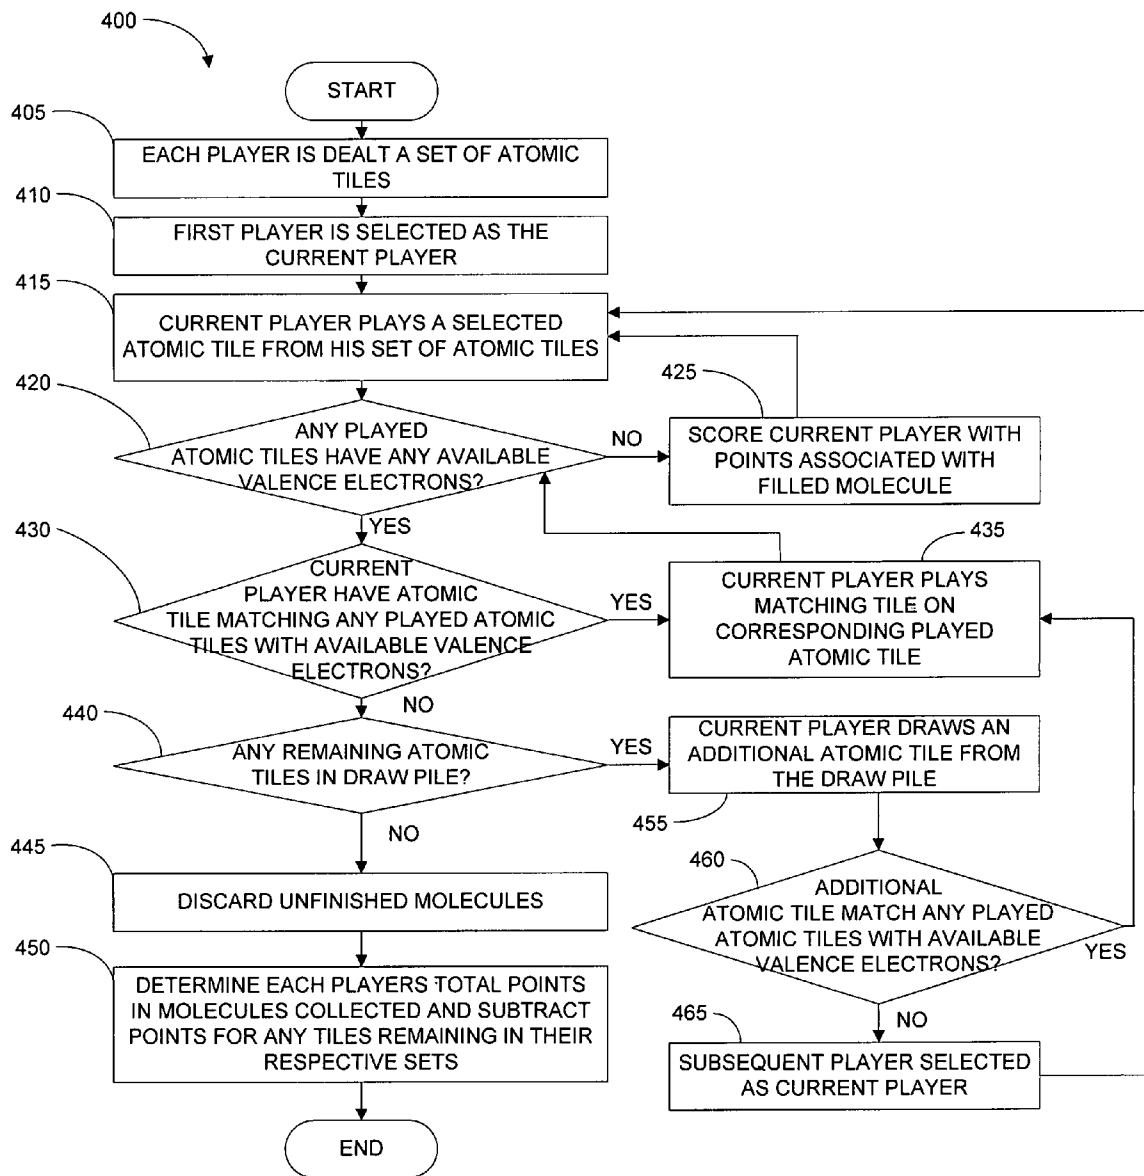 400
START
405
EACH PLAYER IS DEALT A SET OF ATOMIC
TILES
410
FIRST PLAYER IS SELECTED AS THE
CURRENT PLAYER
415
CURRENT PLAYER PLAYS A SELECTED
ATOMIC TILE FROM HIS SET OF ATOMIC TILES
420
ANY PLAYED
ATOMIC TILES HAVE ANY AVAILABLE
VALENCE ELECTRONS?
NO
425
SCORE CURRENT PLAYER WITH
POINTS ASSOCIATED WITH
FILLED MOLECULE
YES
430
CURRENT
PLAYER HAVE ATOMIC
TILE MATCHING ANY PLAYED ATOMIC
TILES WITH AVAILABLE VALENCE
ELECTRONS?
YES
435
CURRENT PLAYER PLAYS
MATCHING TILE ON
CORRESPONDING PLAYED
ATOMIC TILE
NO
440
ANY REMAINING ATOMIC
TILES IN DRAW PILE?
YES
CURRENT PLAYER DRAWS AN
ADDITIONAL ATOMIC TILE FROM
THE DRAW PILE
455
NO
445
DISCARD UNFINISHED MOLECULES
460
ADDITIONAL
ATOMIC TILE MATCH ANY PLAYED
ATOMIC TILES WITH AVAILABLE
VALENCE ELECTRONS?
YES
450
DETERMINE EACH PLAYERS TOTAL POINTS
IN MOLECULES COLLECTED AND SUBTRACT
POINTS FOR ANY TILES REMAINING IN THEIR
RESPECTIVE SETS
NO
465
SUBSEQUENT PLAYER SELECTED
AS CURRENT PLAYER
END